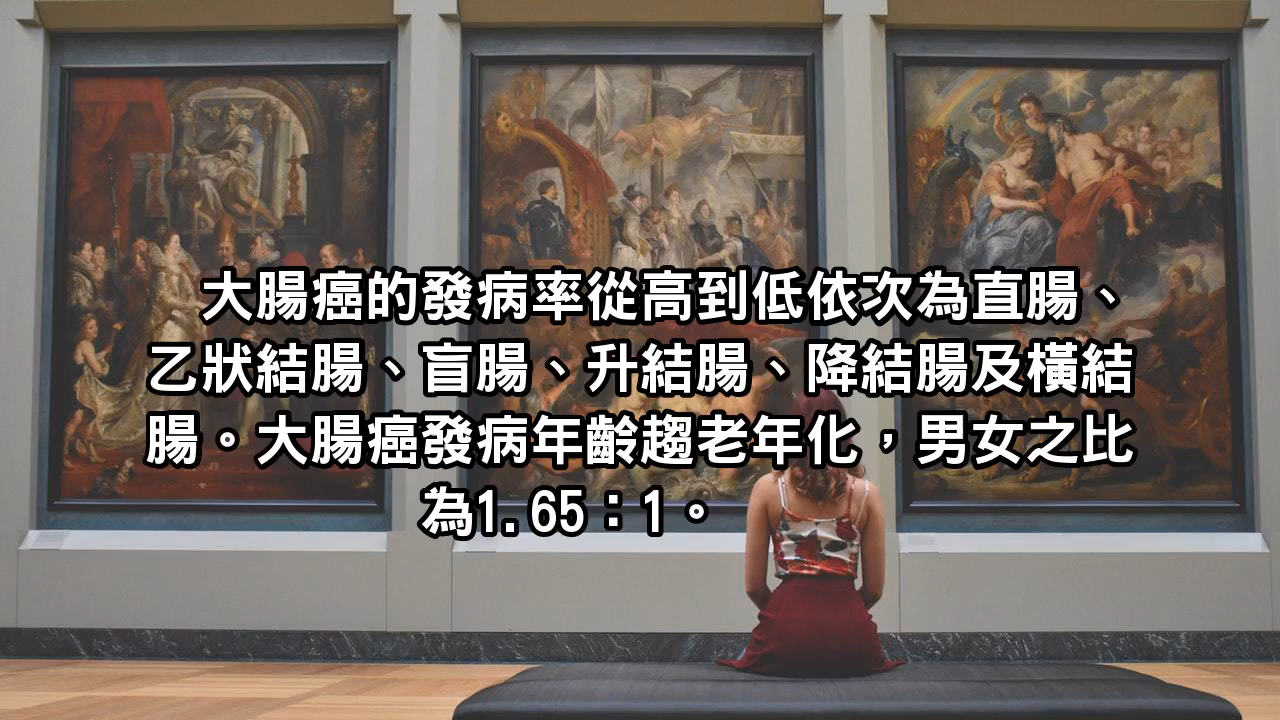 大腸癌的發病率從高到低依次為直腸、
乙狀結腸、盲腸、升結腸、降結腸及橫結
腸。大腸癌發病年齡趨老年化，男女之比
為1.65：1。